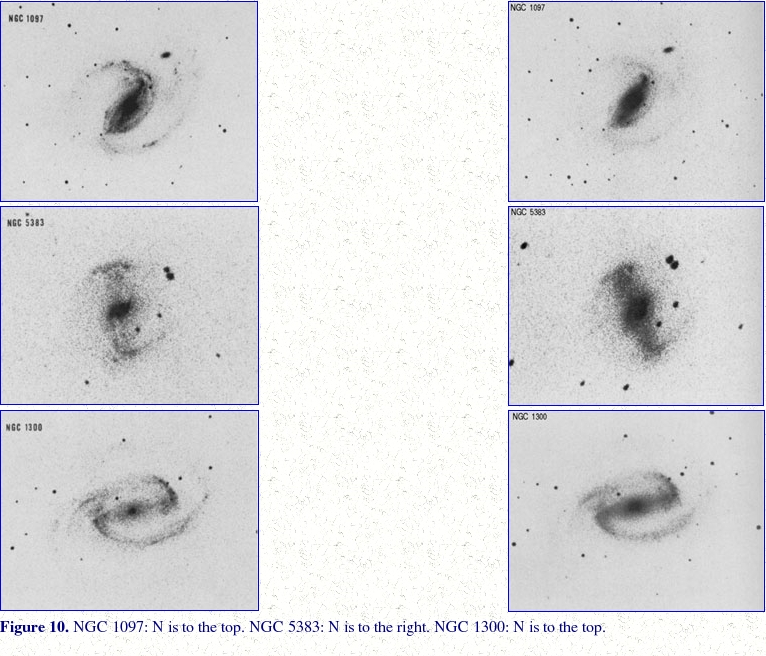 NGC 1097
NGC 1097
NGC 5383
NGC 5383
NGC 1300
NGC 1300
Figure 10. NGC 1097: N is to the top. NGC 5383: N is to the right. NGC 1300: N is to the top.